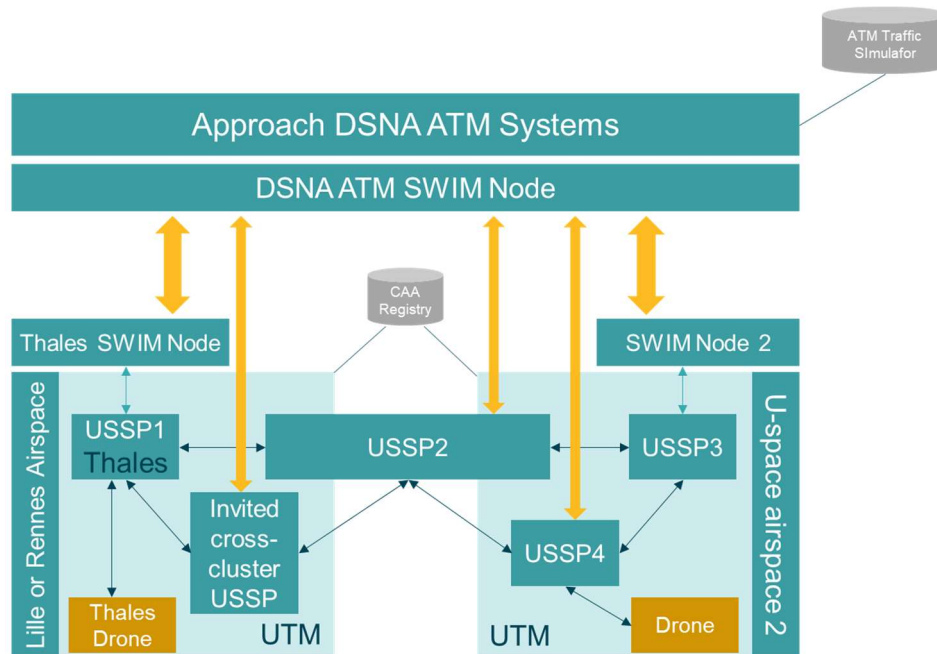 ATM Traffic
SImulafor
Approach DSNA ATM Systems
DSNA ATM SWIM Node
CAA
Registry
Thales SWIM Node
SWIM Node 2
Lille or Rennes Airspace
USSP1
Thales
USSP2
USSP3
U-space airspace 2
Invited
cross-
cluster
USSP
USSP4
Thales
Drone
UTM
UTM
Drone